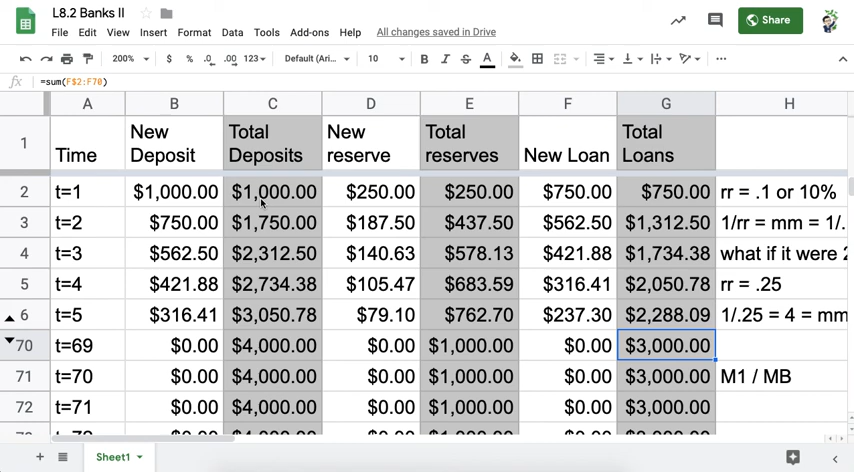 L8.2 Banks II
File Edit View Insert Format Data Tools Add-ons Help All changes saved in Drive
Share
200% $ % .0 .00 123 Default (Ari... 10 B I S A ...
fx =sum(F$2:F70)
A B C D E F G H
1 Time New Deposit Total Deposits New reserve Total reserves New Loan Total Loans
2 t=1 $1,000.00 $1,000.00 $250.00 $250.00 $750.00 $750.00 rr = .1 or 10%
3 t=2 $750.00 $1,750.00 $187.50 $437.50 $562.50 $1,312.50 1/rr = mm = 1/.
4 t=3 $562.50 $2,312.50 $140.63 $578.13 $421.88 $1,734.38 what if it were 2
5 t=4 $421.88 $2,734.38 $105.47 $683.59 $316.41 $2,050.78 rr = .25
6 t=5 $316.41 $3,050.78 $79.10 $762.70 $237.30 $2,288.09 1/.25 = 4 = mm
70 t=69 $0.00 $4,000.00 $0.00 $1,000.00 $0.00 $3,000.00
71 t=70 $0.00 $4,000.00 $0.00 $1,000.00 $0.00 $3,000.00 M1 / MB
72 t=71 $0.00 $4,000.00 $0.00 $1,000.00 $0.00 $3,000.00
Sheet1